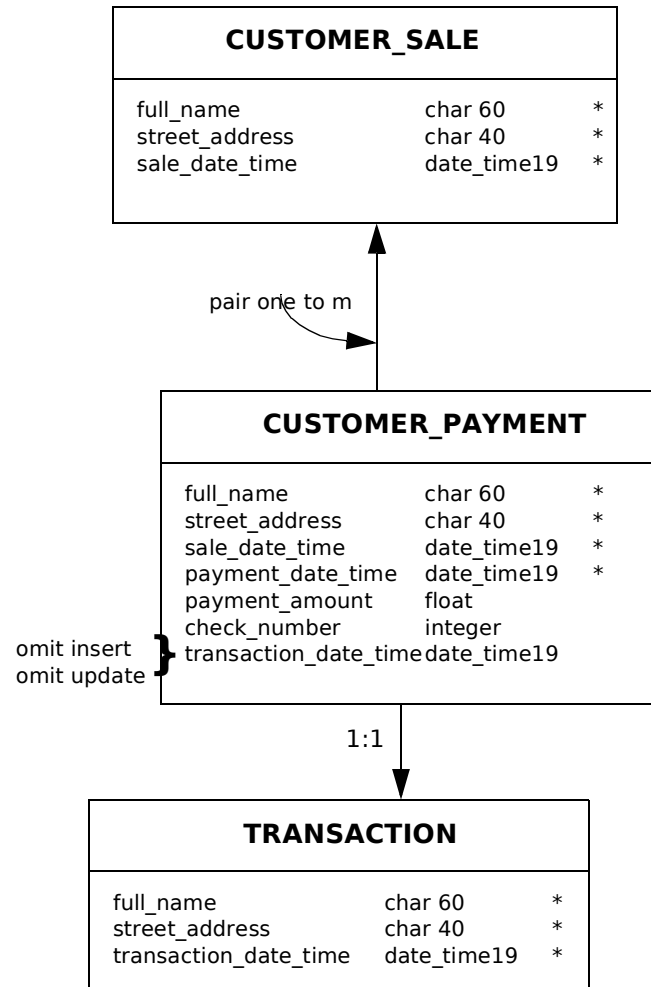 CUSTOMER_SALE
full_name char 60 *
street_address char 40 *
sale_date_time date_time19 *
pair one to m
CUSTOMER_PAYMENT
full_name char 60 *
street_address char 40 *
sale_date_time date_time19 *
payment_date_time date_time19 *
payment_amount float
check_number integer
omit insert
omit update
} transaction_date_time date_time19
1:1
TRANSACTION
full_name char 60 *
street_address char 40 *
transaction_date_time date_time19 *